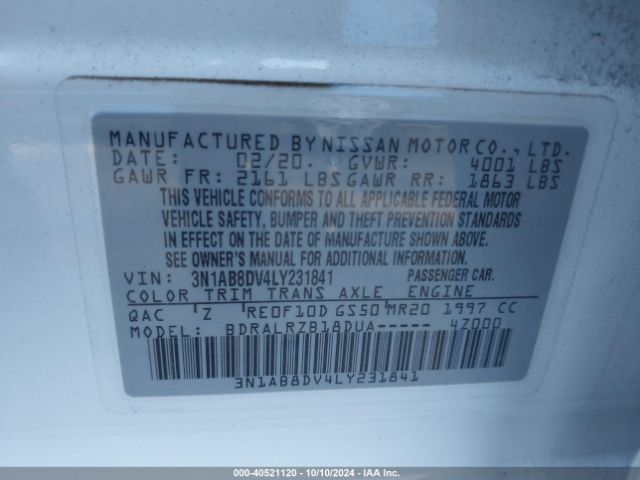 MANUFACTURED BY NISSAN MOTOR CO., LTD.
DATE: 02/20. GVWR: 4001 LBS
GAWR FR: 2161 LBS GAWR RR: 1863 LBS
THIS VEHICLE CONFORMS TO ALL APPLICABLE FEDERAL MOTOR
VEHICLE SAFETY, BUMPER AND THEFT PREVENTION STANDARDS
IN EFFECT ON THE DATE OF MANUFACTURE SHOWN ABOVE.
SEE OWNER'S MANUAL FOR ADDITIONAL INFORMATION.
VIN: 3N1AB8DV4LY231841 PASSENGER CAR.
COLOR TRIM TRANS AXLE ENGINE
QAC Z RE0F10D GS50 MR20 1997 CC
MODEL: BDRALRZB18DUA----- 4Z000
3N1AB8DV4LY231841
000-40521120 - 10/10/2024 - IAA Inc.